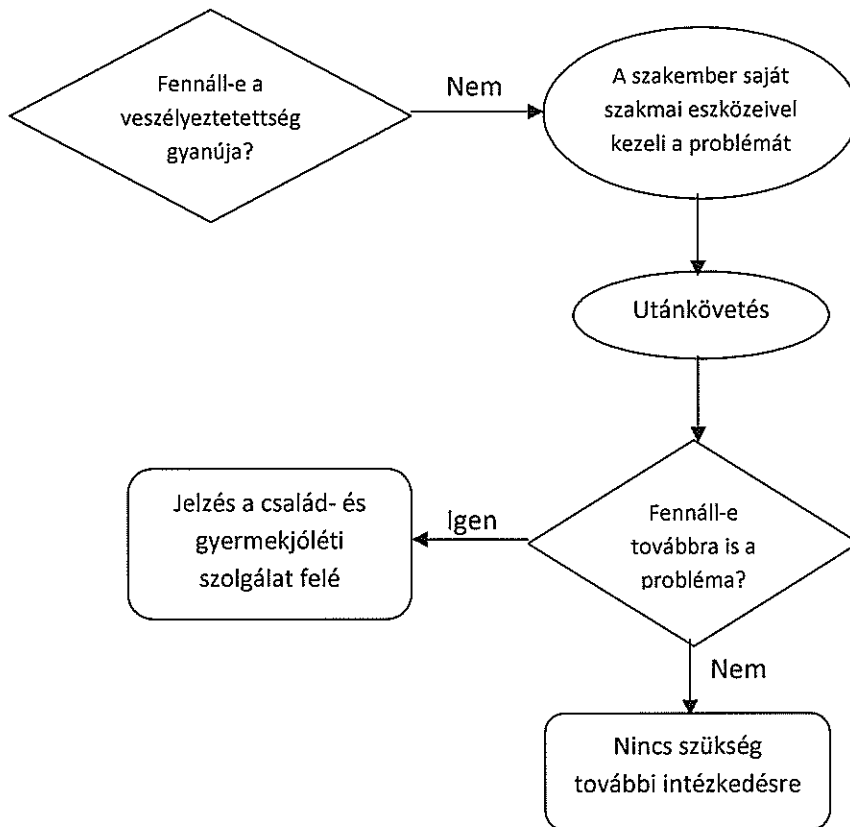 Fennáll-e a
veszélyeztetettség
gyanúja?
Nem
A szakember saját
szakmai eszközeivel
kezeli a problémát
Utánkövetés
Fennáll-e
továbbra is a
probléma?
Igen
Jelzés a család- és
gyermekjóléti
szolgálat felé
Nem
Nincs szükség
további intézkedésre